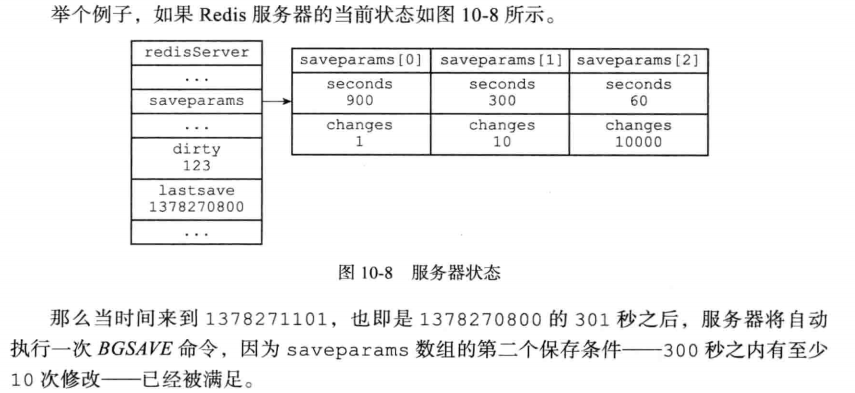 举个例子，如果 Redis 服务器的当前状态如图 10-8 所示。
redisServer
...
saveparams
...
dirty
123
lastsave
1378270800
...
saveparams[0] saveparams[1] saveparams[2]
seconds seconds seconds
900 300 60
changes changes changes
1 10 10000
图 10-8 服务器状态
那么当时间来到 1378271101，也即是 1378270800 的 301 秒之后，服务器将自动
执行一次 BGSAVE 命令，因为 saveparams 数组的第二个保存条件——300 秒之内有至少
10 次修改——已经被满足。